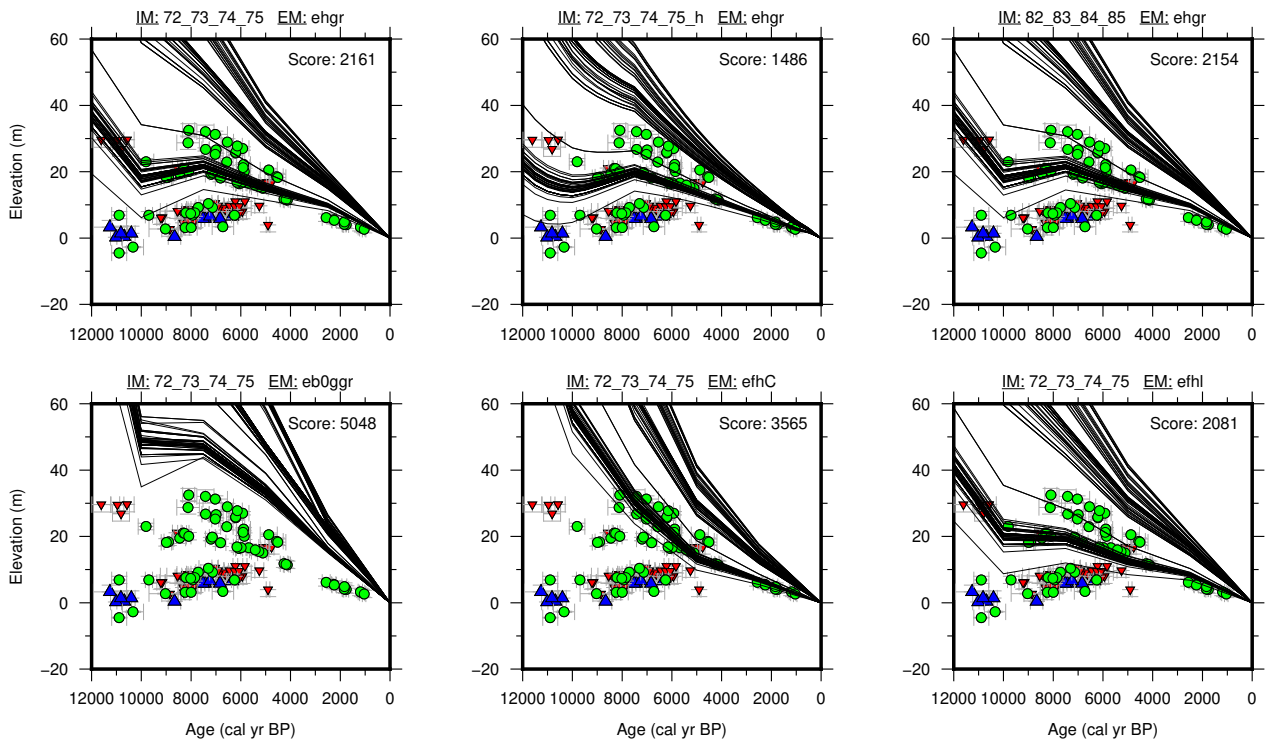 IM: 72_73_74_75 EM: ehgr
IM: 72_73_74_75_h EM: ehgr
IM: 82_83_84_85 EM: ehgr
60
40
20
0
−20
Elevation (m)
Score: 2161
12000 10000 8000 6000 4000 2000 0
60
40
20
0
−20
Score: 1486
12000 10000 8000 6000 4000 2000 0
60
40
20
0
−20
Score: 2154
12000 10000 8000 6000 4000 2000 0
IM: 72_73_74_75 EM: eb0ggr
IM: 72_73_74_75 EM: efhC
IM: 72_73_74_75 EM: efhl
60
40
20
0
−20
Elevation (m)
Score: 5048
12000 10000 8000 6000 4000 2000 0
Age (cal yr BP)
60
40
20
0
−20
Score: 3565
12000 10000 8000 6000 4000 2000 0
Age (cal yr BP)
60
40
20
0
−20
Score: 2081
12000 10000 8000 6000 4000 2000 0
Age (cal yr BP)